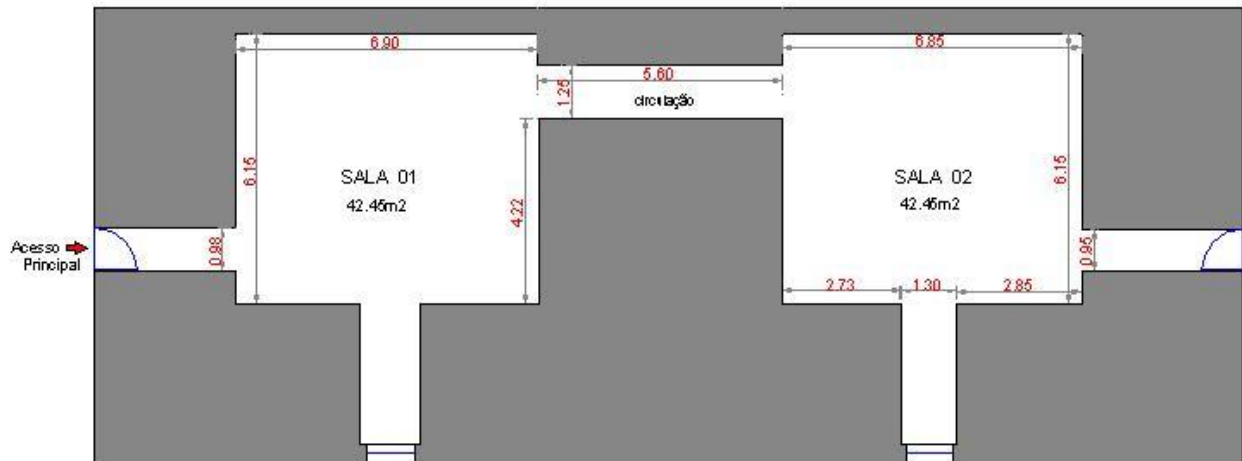 6.90
6.85
5.60
1.25
circulação
SALA 01
42.45m2
6.15
4.22
SALA 02
42.45m2
6.15
Acesso
Principal
0.98
0.95
2.73
1.30
2.85